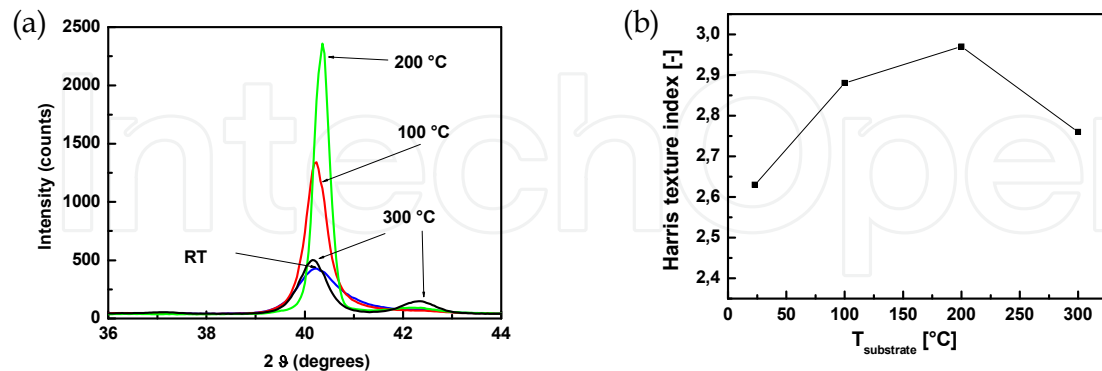 (a)
2500
2000
1500
1000
500
0
Intensity (counts)
200 °C
100 °C
300 °C
RT
36 38 40 42 44
2 ϑ (degrees)
(b)
3,0
2,9
2,8
2,7
2,6
2,5
2,4
Harris texture index [-]
0 50 100 150 200 250 300
Tsubstrate [°C]
IntechOpen